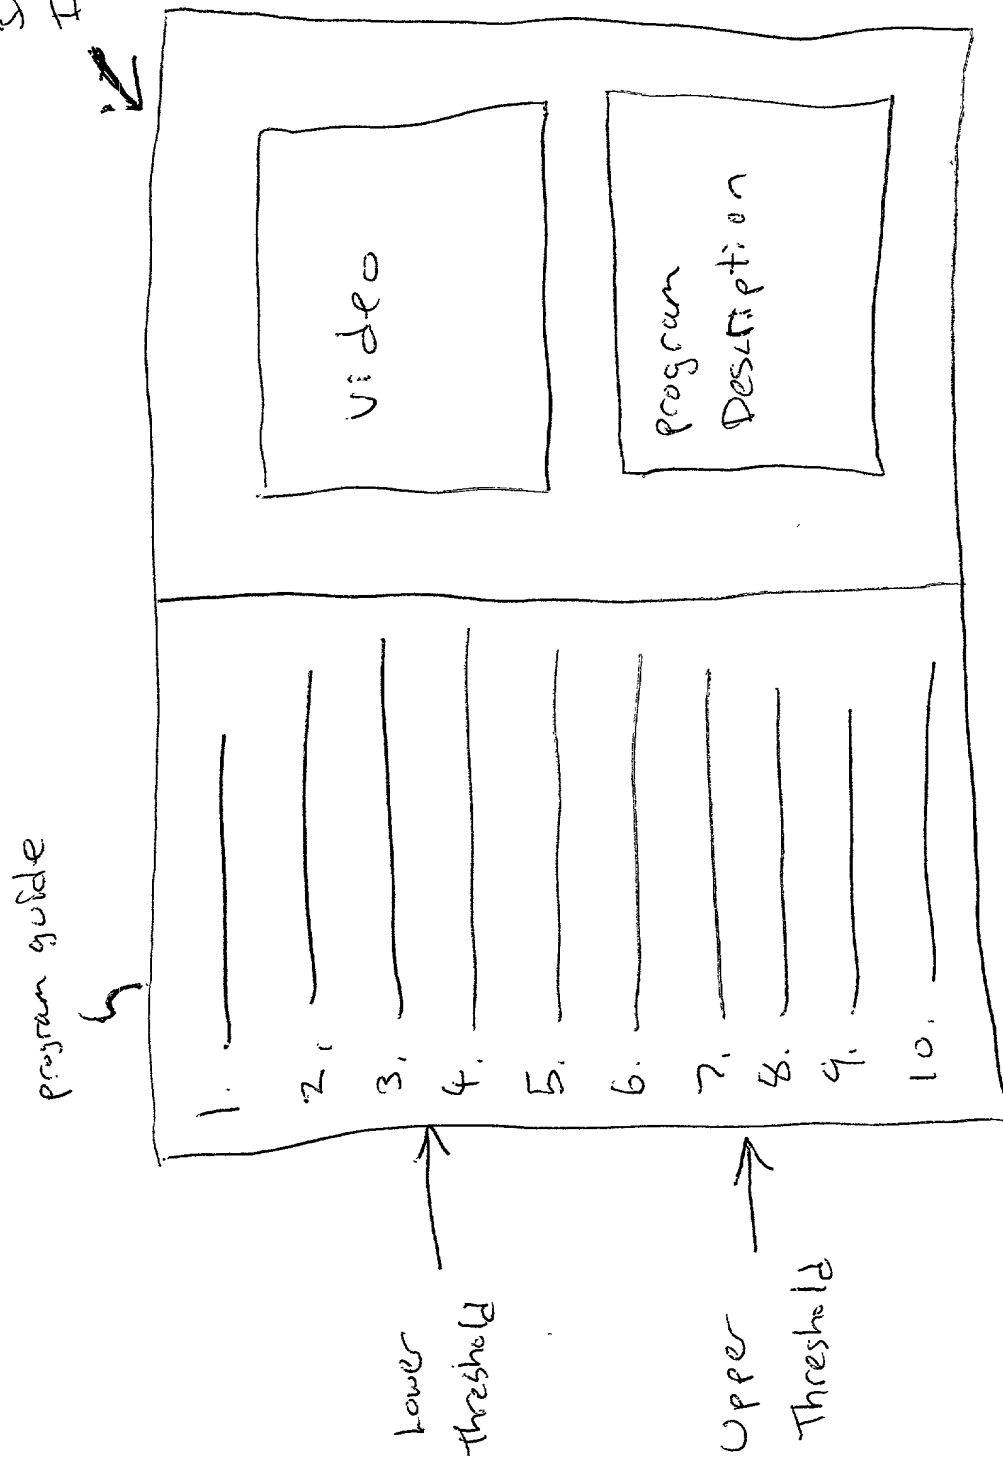 program guide
1.
2.
3.
4.
5.
6.
7.
8.
9.
10.
Lower
threshold
Upper
Threshold
Video
program
Description